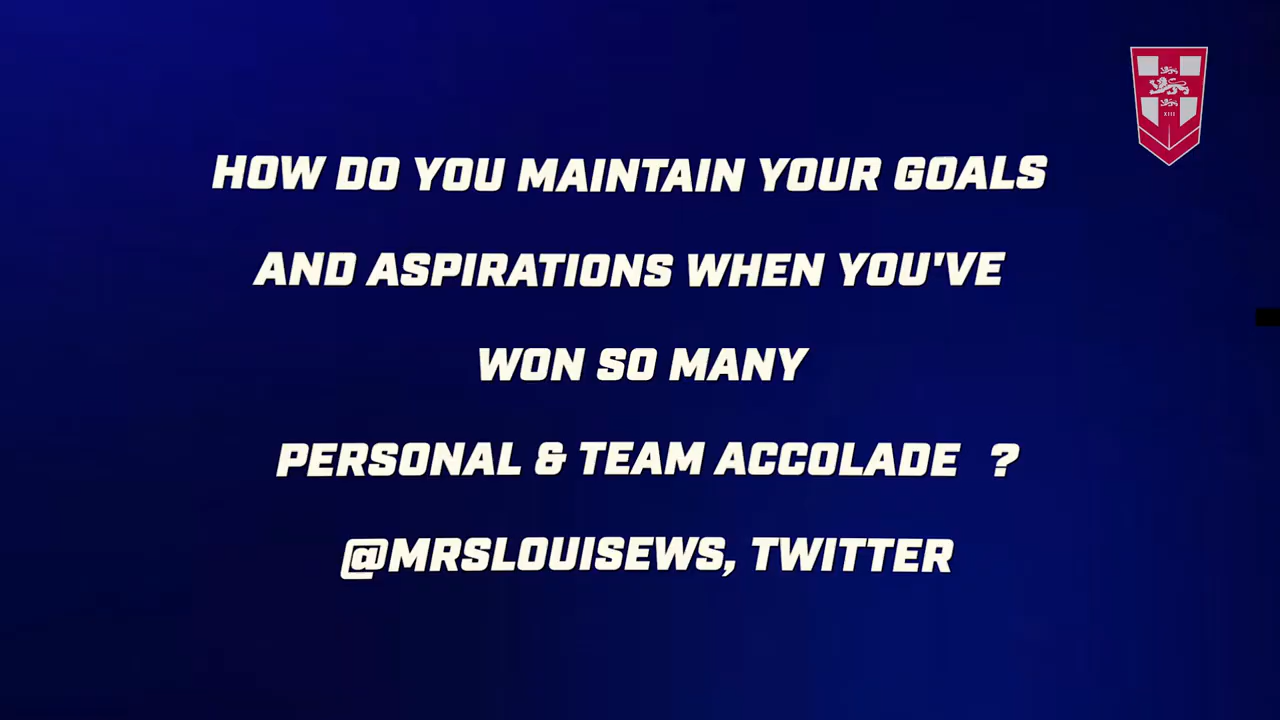 HOW DO YOU MAINTAIN YOUR GOALS
AND ASPIRATIONS WHEN YOU'VE
WON SO MANY
PERSONAL & TEAM ACCOLADE ?
@MRSLOUISEWS, TWITTER
XIII